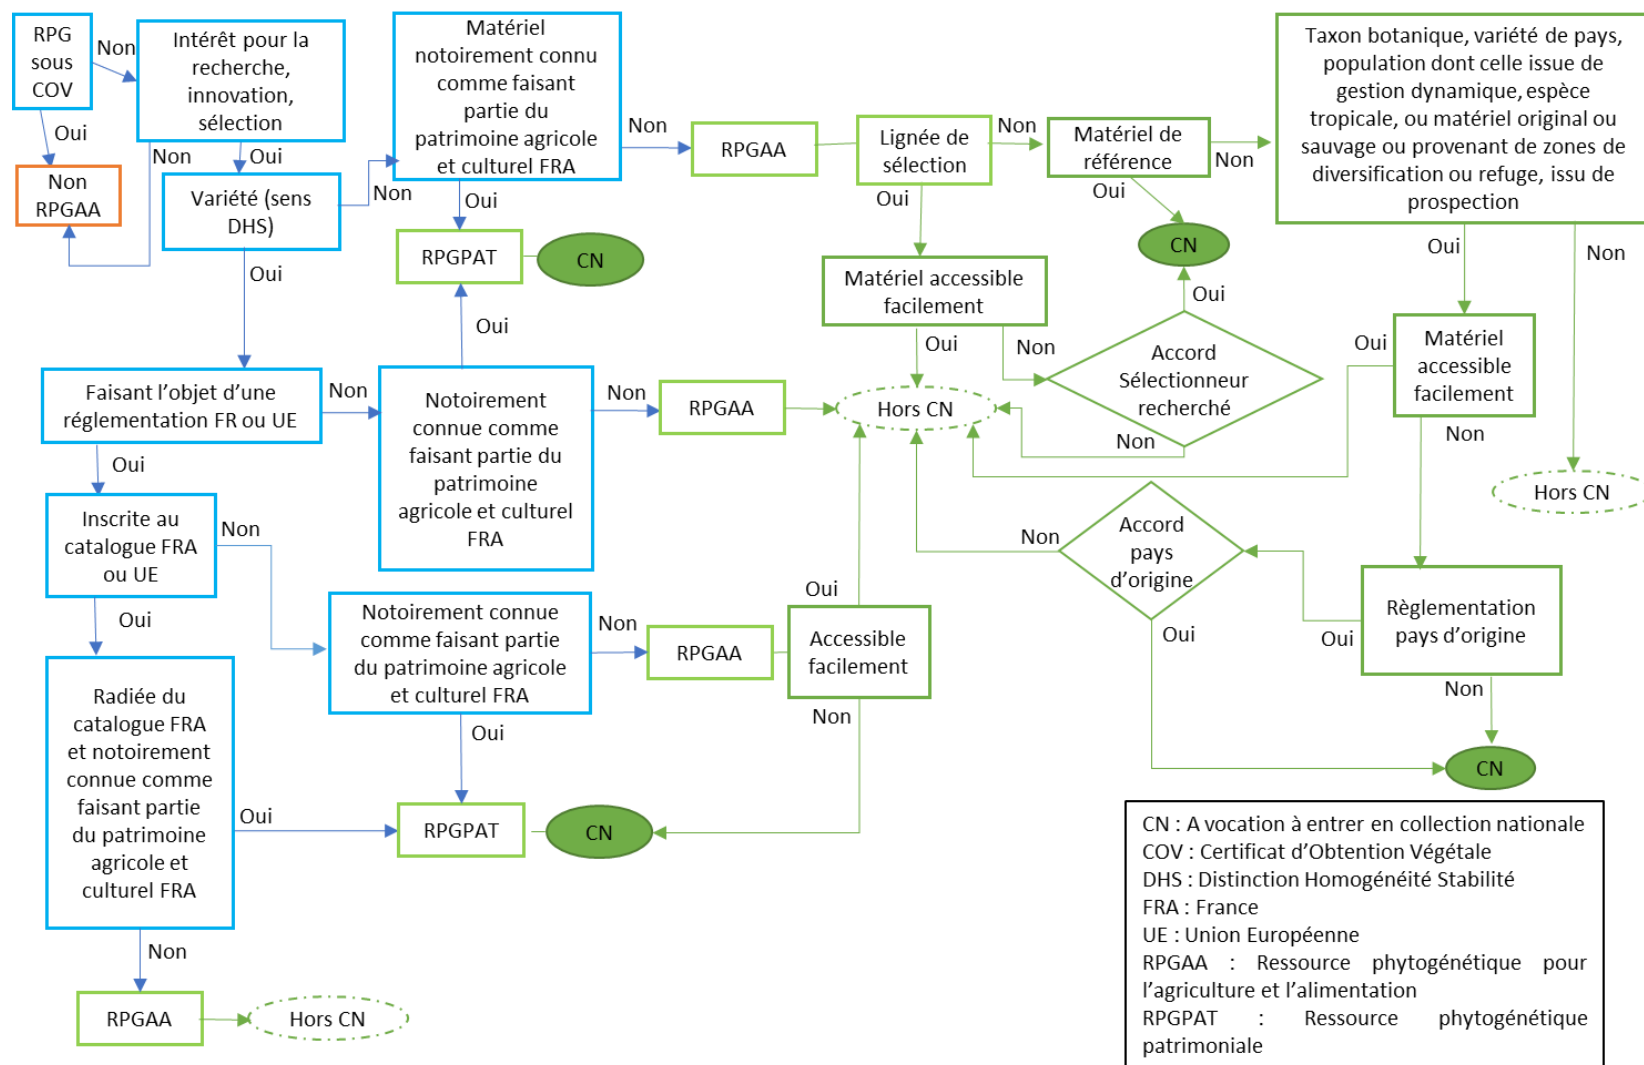 RPG
sous
COV
Non
Oui
Non
RPGAA
Intérêt pour la
recherche,
innovation,
sélection
Non
Oui
Variété (sens
DHS)
Non
Oui
Matériel
notoirement connu
comme faisant
partie du
patrimoine agricole
et culturel FRA
Non
Oui
RPGPAT
CN
RPGAA
Lignée de
sélection
Non
Oui
Matériel de
référence
Non
Oui
CN
Taxon botanique, variété de pays,
population dont celle issue de
gestion dynamique, espèce
tropicale, ou matériel original ou
sauvage ou provenant de zones de
diversification ou refuge, issu de
prospection
Oui
Non
Matériel accessible
facilement
Oui
Non
Accord
Sélectionneur
recherché
Oui
Non
Matériel
accessible
facilement
Oui
Non
Hors CN
Faisant l’objet d’une
réglementation FR ou UE
Non
Oui
Notoirement
connue comme
faisant partie du
patrimoine
agricole et culturel
FRA
Oui
Non
RPGAA
Hors CN
Inscrite au
catalogue FRA
ou UE
Non
Oui
Notoirement connue
comme faisant partie
du patrimoine agricole
et culturel FRA
Non
Oui
RPGAA
Accessible
facilement
Oui
Non
Accord
pays
d’origine
Non
Oui
Règlementation
pays d’origine
Oui
Non
CN
Radiée du
catalogue FRA
et notoirement
connue comme
faisant partie
du patrimoine
agricole et
culturel FRA
Oui
Non
RPGPAT
CN
RPGAA
Hors CN
CN : A vocation à entrer en collection nationale
COV : Certificat d’Obtention Végétale
DHS : Distinction Homogénéité Stabilité
FRA : France
UE : Union Européenne
RPGAA : Ressource phytogénétique pour
l’agriculture et l’alimentation
RPGPAT : Ressource phytogénétique
patrimoniale